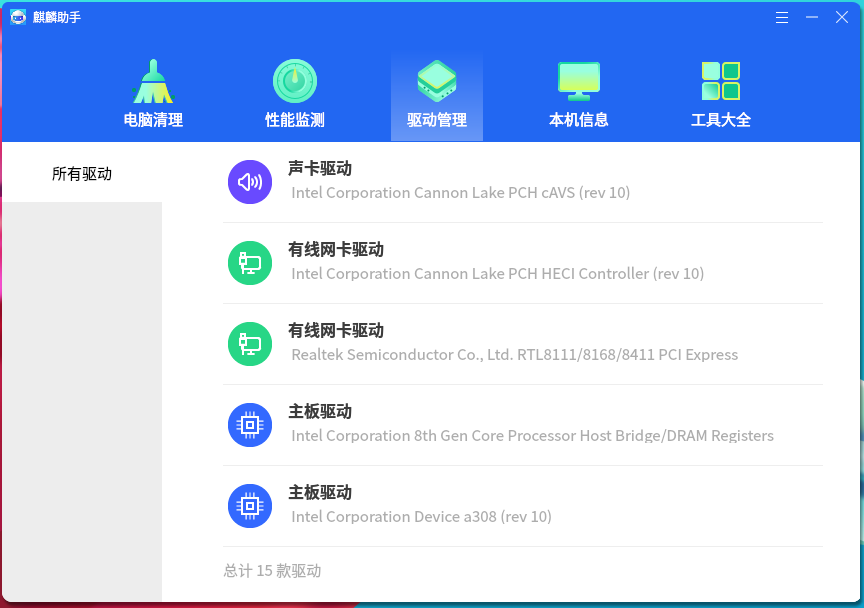 麒麟助手
电脑清理
性能监测
驱动管理
本机信息
工具大全
所有驱动
声卡驱动
Intel Corporation Cannon Lake PCH cAVS (rev 10)
有线网卡驱动
Intel Corporation Cannon Lake PCH HECI Controller (rev 10)
有线网卡驱动
Realtek Semiconductor Co., Ltd. RTL8111/8168/8411 PCI Express
主板驱动
Intel Corporation 8th Gen Core Processor Host Bridge/DRAM Registers
主板驱动
Intel Corporation Device a308 (rev 10)
总计 15 款驱动